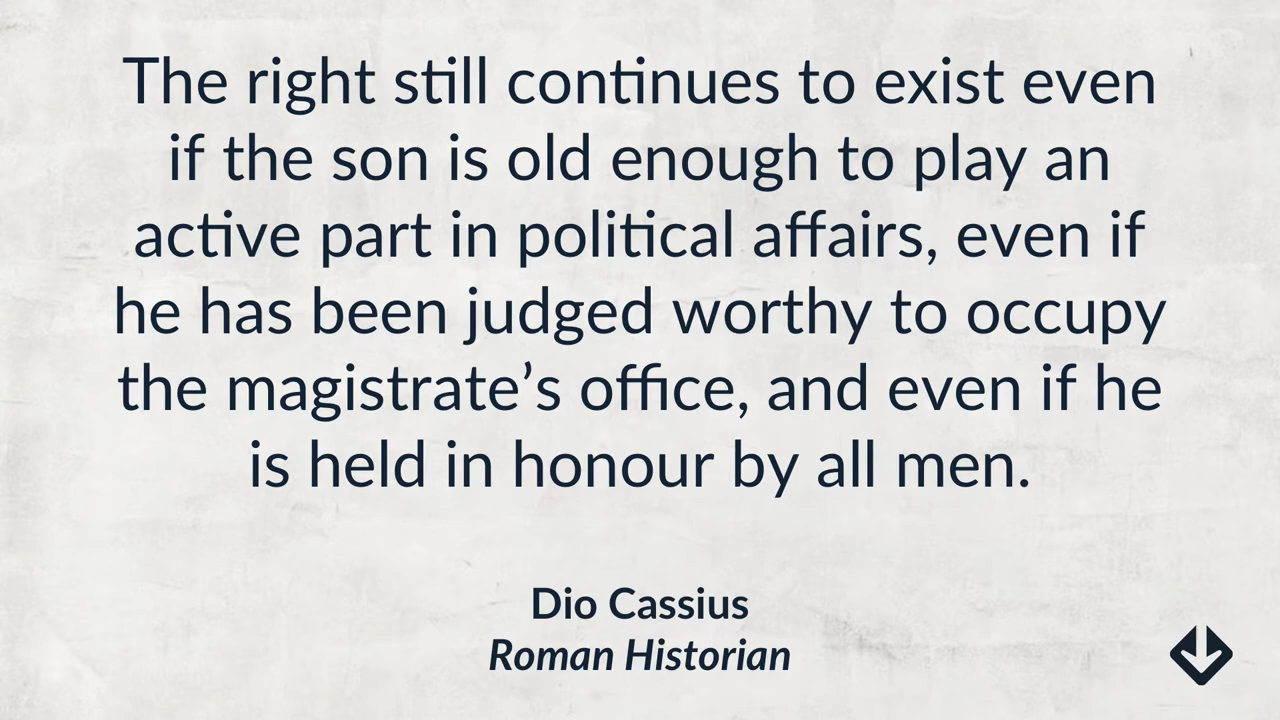 The right still continues to exist even
if the son is old enough to play an
active part in political affairs, even if
he has been judged worthy to occupy
the magistrate’s office, and even if he
is held in honour by all men.
Dio Cassius
Roman Historian